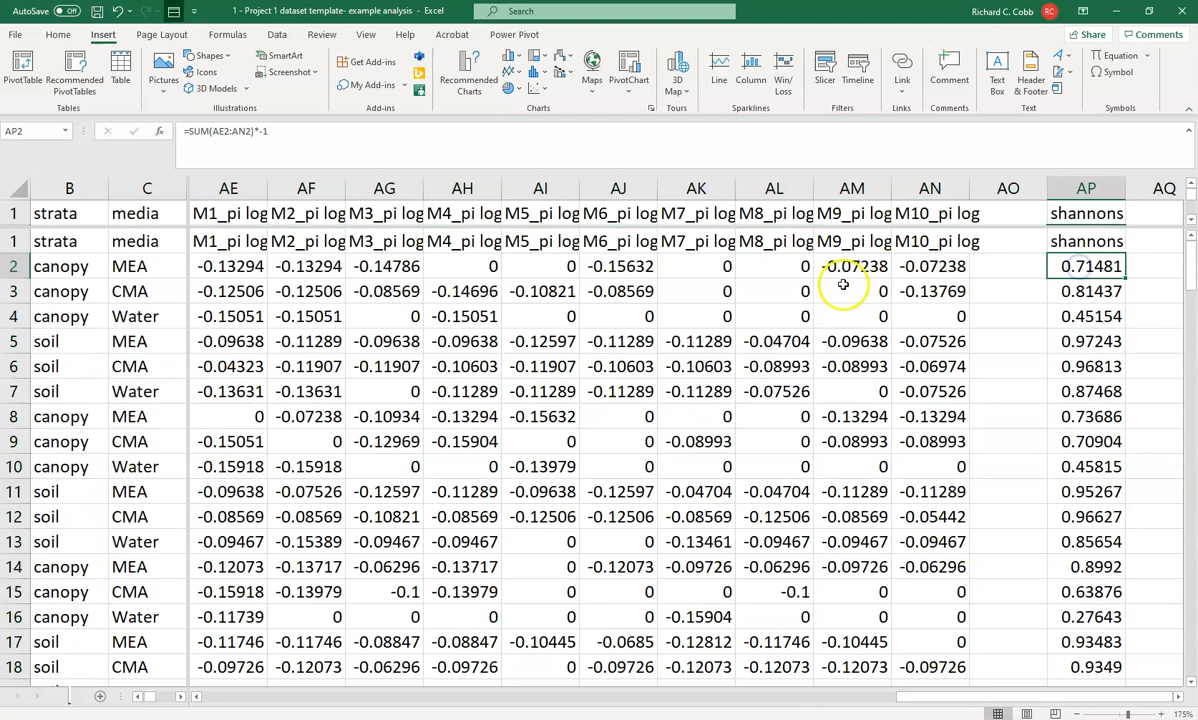 AutoSave Off 1 - Project 1 dataset template- example analysis - Excel Search Richard C. Cobb RC
File Home Insert Page Layout Formulas Data Review View Help Acrobat Power Pivot Share Comments
PivotTable Recommended PivotTables Table Pictures Shapes Icons 3D Models SmartArt Screenshot Get Add-ins My Add-ins Recommended Charts Maps PivotChart 3D Map Line Column Win/Loss Slicer Timeline Link Comment Text Box Header & Footer Equation Symbol
Tables Illustrations Add-ins Charts Tours Sparklines Filters Links Comments Text Symbols
AP2 fx =SUM(AE2:AN2)*-1
B C AE AF AG AH AI AJ AK AL AM AN AO AP AQ
1 strata media M1_pi log M2_pi log M3_pi log M4_pi log M5_pi log M6_pi log M7_pi log M8_pi log M9_pi log M10_pi log shannons
1 strata media M1_pi log M2_pi log M3_pi log M4_pi log M5_pi log M6_pi log M7_pi log M8_pi log M9_pi log M10_pi log shannons
2 canopy MEA -0.13294 -0.13294 -0.14786 0 0 -0.15632 0 0 -0.07238 -0.07238 0.71481
3 canopy CMA -0.12506 -0.12506 -0.08569 -0.14696 -0.10821 -0.08569 0 0 0 -0.13769 0.81437
4 canopy Water -0.15051 -0.15051 0 -0.15051 0 0 0 0 0 0 0.45154
5 soil MEA -0.09638 -0.11289 -0.09638 -0.09638 -0.12597 -0.11289 -0.11289 -0.04704 -0.09638 -0.07526 0.97243
6 soil CMA -0.04323 -0.11907 -0.11907 -0.10603 -0.11907 -0.10603 -0.10603 -0.08993 -0.08993 -0.06974 0.96813
7 soil Water -0.13631 -0.13631 0 -0.11289 -0.11289 -0.11289 -0.11289 -0.07526 0 -0.07526 0.87468
8 canopy MEA 0 -0.07238 -0.10934 -0.13294 -0.15632 0 0 0 -0.13294 -0.13294 0.73686
9 canopy CMA -0.15051 0 -0.12969 -0.15904 0 0 -0.08993 0 -0.08993 -0.08993 0.70904
10 canopy Water -0.15918 -0.15918 0 0 -0.13979 0 0 0 0 0 0.45815
11 soil MEA -0.09638 -0.07526 -0.12597 -0.11289 -0.09638 -0.12597 -0.04704 -0.04704 -0.11289 -0.11289 0.95267
12 soil CMA -0.08569 -0.08569 -0.10821 -0.08569 -0.12506 -0.12506 -0.08569 -0.12506 -0.08569 -0.05442 0.96627
13 soil Water -0.09467 -0.15389 -0.09467 -0.09467 0 0 -0.13461 -0.09467 -0.09467 -0.09467 0.85654
14 canopy MEA -0.12073 -0.13717 -0.06296 -0.13717 0 -0.12073 -0.09726 -0.06296 -0.09726 -0.06296 0.8992
15 canopy CMA -0.15918 -0.13979 -0.1 -0.13979 0 0 0 -0.1 0 0 0.63876
16 canopy Water -0.11739 0 0 0 0 0 -0.15904 0 0 0 0.27643
17 soil MEA -0.11746 -0.11746 -0.08847 -0.08847 -0.10445 -0.0685 -0.12812 -0.11746 -0.10445 0 0.93483
18 soil CMA -0.09726 -0.12073 -0.06296 -0.09726 0 -0.09726 -0.12073 -0.12073 -0.12073 -0.09726 0.9349
175%